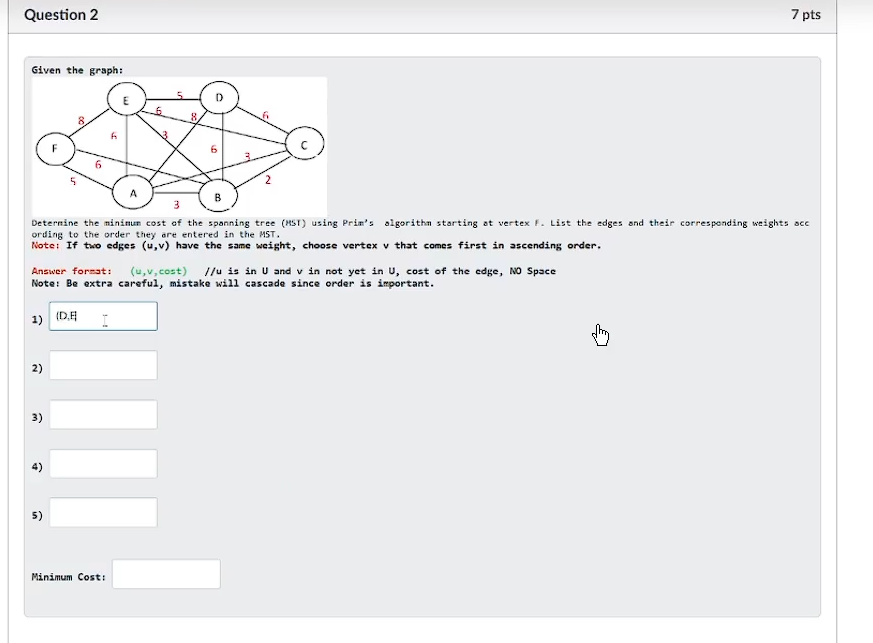 Question 2
7 pts
Given the graph:
E
5
D
8
6
8
6
F
6
3
6
3
C
6
5
2
A
3
B
Determine the minimum cost of the spanning tree (MST) using Prim's algorithm starting at vertex F. List the edges and their corresponding weights acc
ording to the order they are entered in the MST.
Note: If two edges (u,v) have the same weight, choose vertex v that comes first in ascending order.
Answer format: (u,v,cost) //u is in U and v in not yet in U, cost of the edge, NO Space
Note: Be extra careful, mistake will cascade since order is important.
1) (D,E
2)
3)
4)
5)
Minimum Cost: